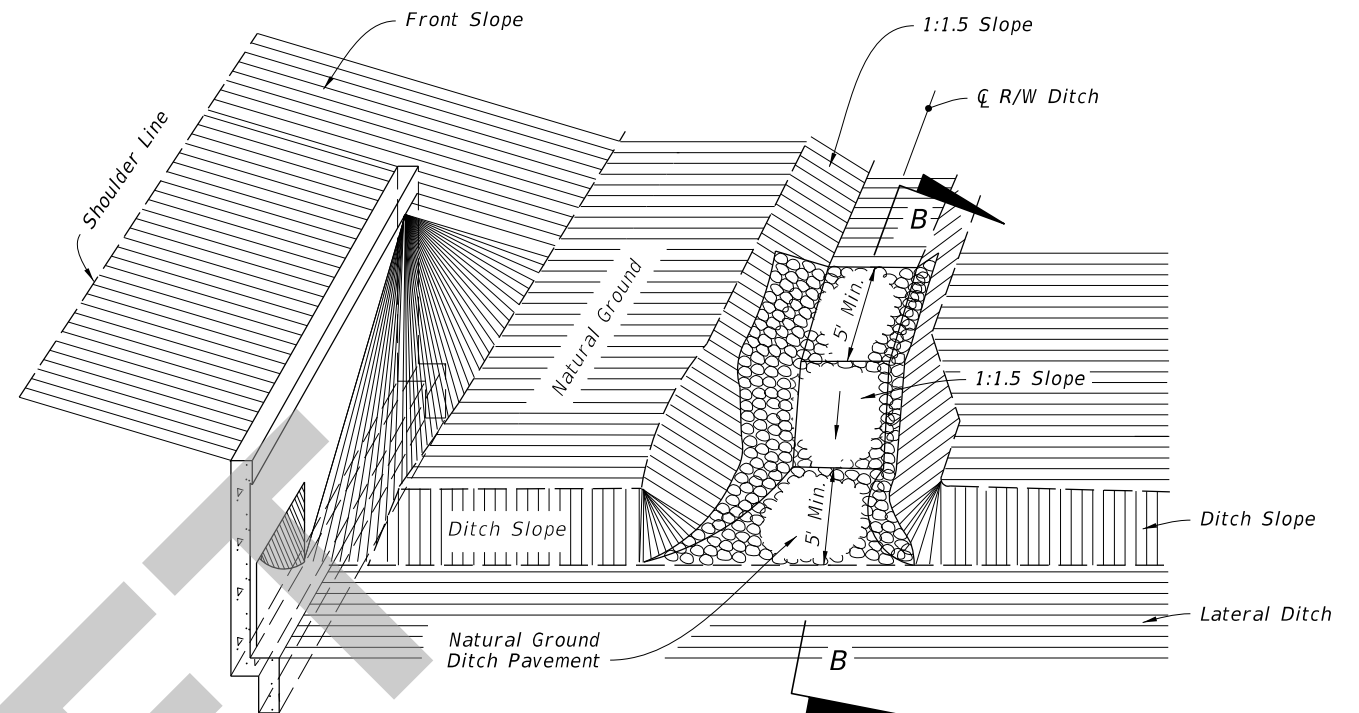 Front Slope
1:1.5 Slope
℄ R/W Ditch
Shoulder Line
B
Natural Ground
5' Min.
1:1.5 Slope
Ditch Slope
5' Min.
Ditch Slope
Lateral Ditch
Natural Ground
Ditch Pavement
B